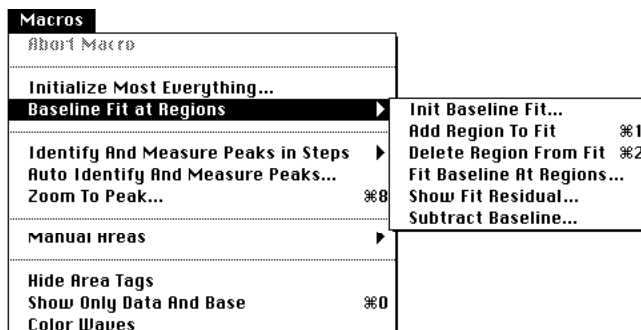 Macros
Abort Macro
Initialize Most Everything...
Baseline Fit at Regions
Identify And Measure Peaks in Steps
Auto Identify And Measure Peaks...
Zoom To Peak... ⌘8
Manual Areas
Hide Area Tags
Show Only Data And Base ⌘0
Color Waves
Init Baseline Fit...
Add Region To Fit ⌘1
Delete Region From Fit ⌘2
Fit Baseline At Regions...
Show Fit Residual...
Subtract Baseline...